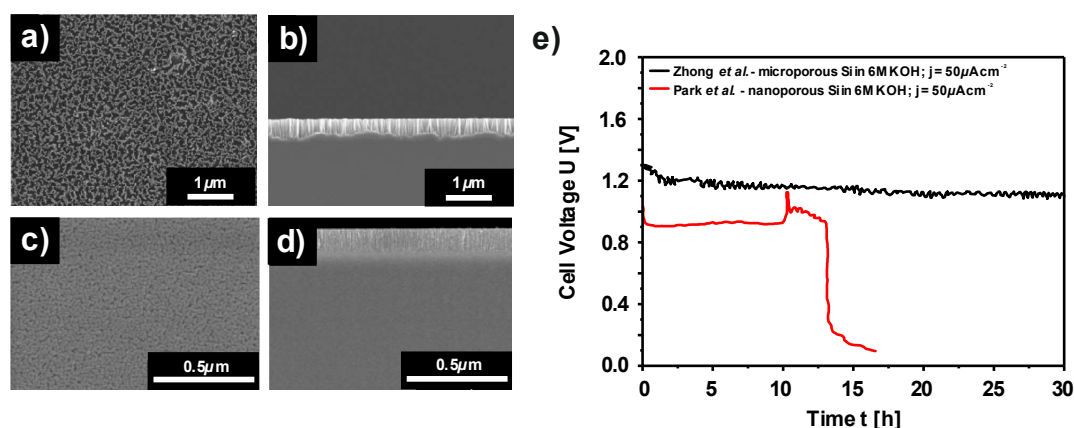 a)
b)
e)
1 µm
1 µm
c)
d)
0.5µm
0.5µm
2.0
1.6
1.2
0.8
0.4
0.0
Cell Voltage U [V]
Zhong et al.- microporous Si in 6M KOH; j= 50µAcm-2
Park et al. - nanoporous Si in 6M KOH; j= 50µAcm-2
0 5 10 15 20 25 30
Time t [h]